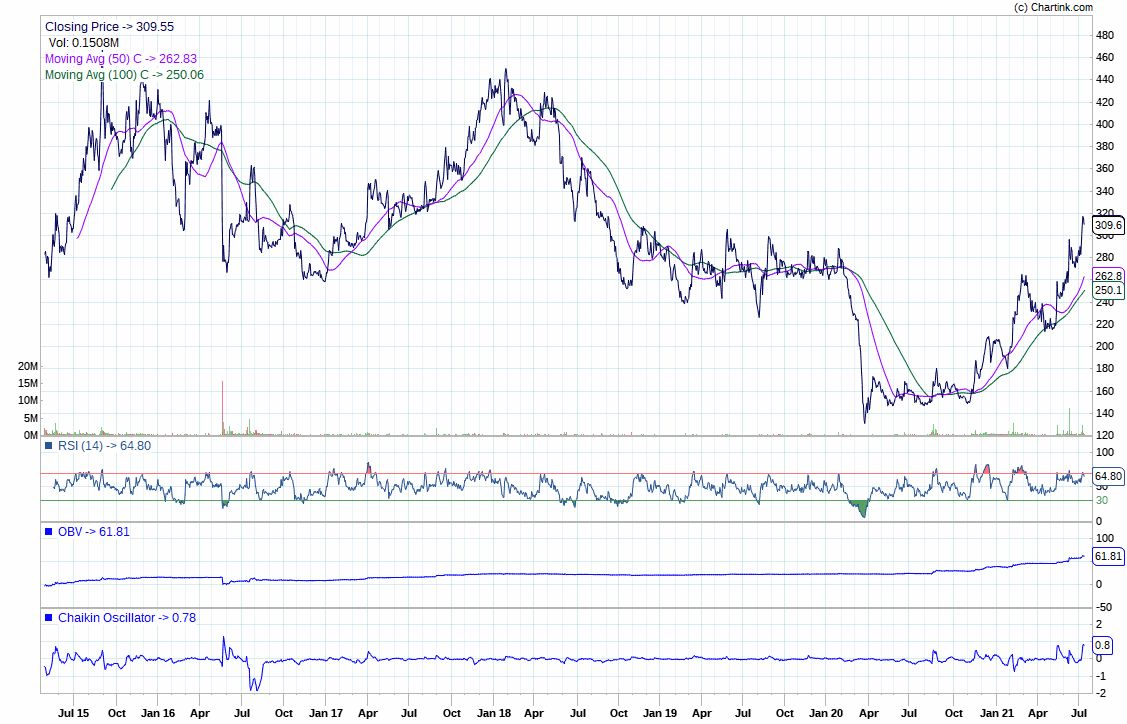 (c) Chartink.com
Closing Price -> 309.55
Vol: 0.1508M
Moving Avg (50) C -> 262.83
Moving Avg (100) C -> 250.06
480
460
440
420
400
380
360
340
320
309.6
300
280
262.8
250.1
240
220
200
180
160
140
120
20M
15M
10M
5M
0M
RSI (14) -> 64.80
100
64.80
50
30
0
OBV -> 61.81
100
61.81
0
-50
Chaikin Oscillator -> 0.78
2
0.8
0
-1
-2
Jul 15 Oct Jan 16 Apr Jul Oct Jan 17 Apr Jul Oct Jan 18 Apr Jul Oct Jan 19 Apr Jul Oct Jan 20 Apr Jul Oct Jan 21 Apr Jul